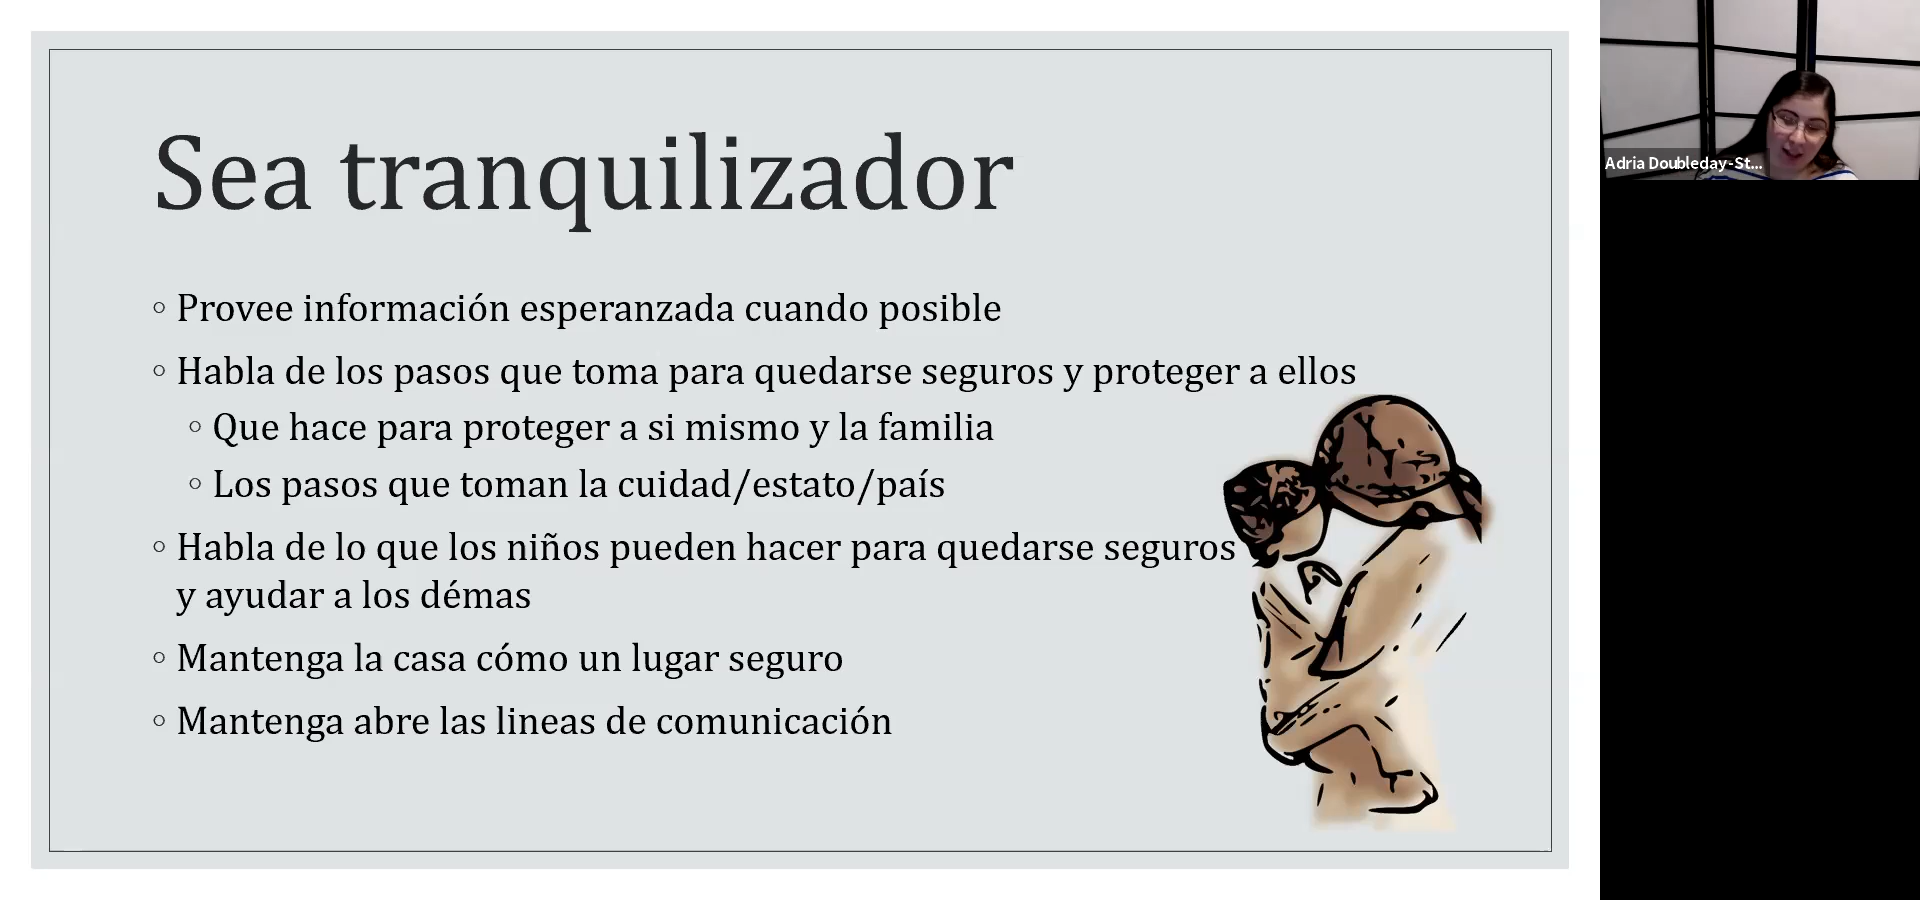 Sea tranquilizador
◦ Provee información esperanzada cuando posible
◦ Habla de los pasos que toma para quedarse seguros y proteger a ellos
◦ Que hace para proteger a si mismo y la familia
◦ Los pasos que toman la cuidad/estato/país
◦ Habla de lo que los niños pueden hacer para quedarse seguros
y ayudar a los démas
◦ Mantenga la casa cómo un lugar seguro
◦ Mantenga abre las lineas de comunicación
Adria Doubleday-St...